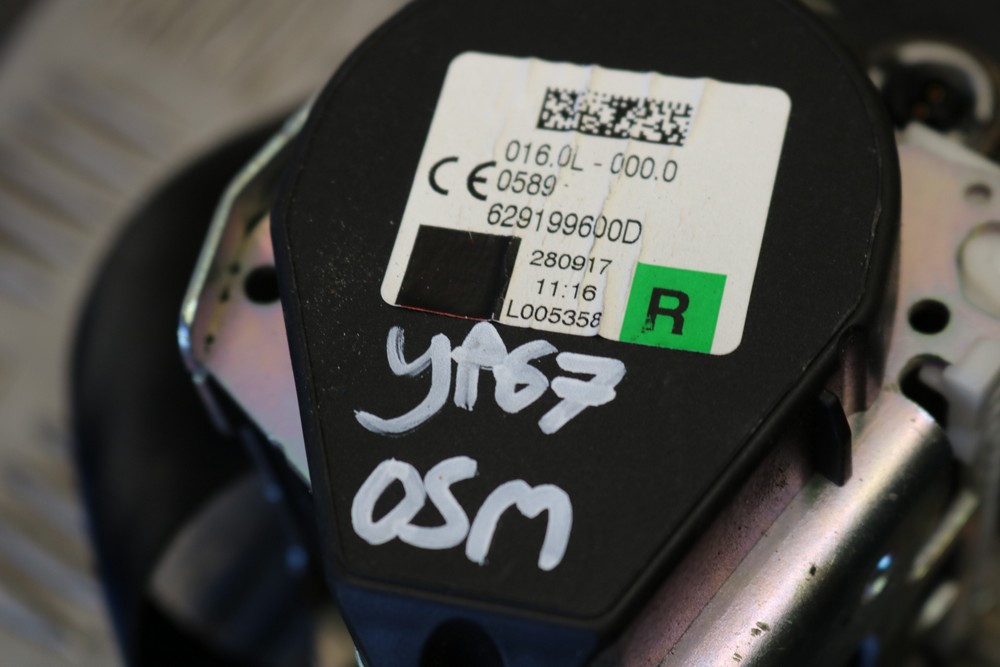 016.0L - 000.0
CE 0589
629199600D
280917
11:16
L005358
R
YA67
OSM